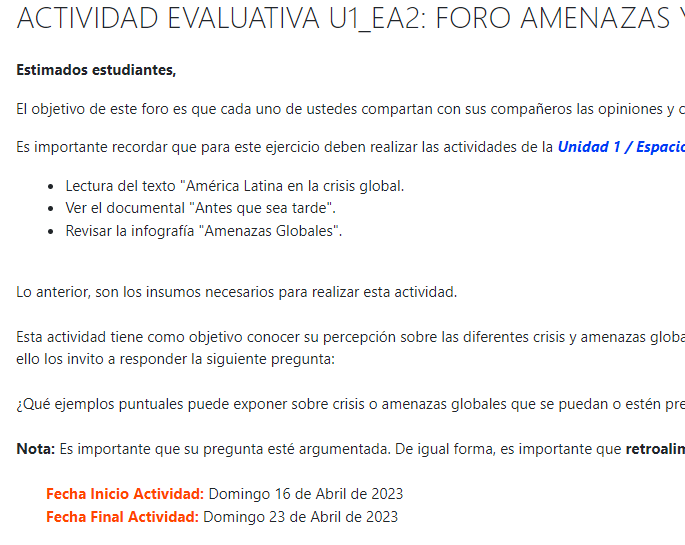 ACTIVIDAD EVALUATIVA U1_EA2: FORO AMENAZAS
Estimados estudiantes,
El objetivo de este foro es que cada uno de ustedes compartan con sus compañeros las opiniones y
Es importante recordar que para este ejercicio deben realizar las actividades de la Unidad 1 / Espacio
Lectura del texto "América Latina en la crisis global.
Ver el documental "Antes que sea tarde".
Revisar la infografía "Amenazas Globales".
Lo anterior, son los insumos necesarios para realizar esta actividad.
Esta actividad tiene como objetivo conocer su percepción sobre las diferentes crisis y amenazas
ello los invito a responder la siguiente pregunta:
¿Qué ejemplos puntuales puede exponer sobre crisis o amenazas globales que se puedan o estén
Nota: Es importante que su pregunta esté argumentada. De igual forma, es importante que
Fecha Inicio Actividad: Domingo 16 de Abril de 2023
Fecha Final Actividad: Domingo 23 de Abril de 2023